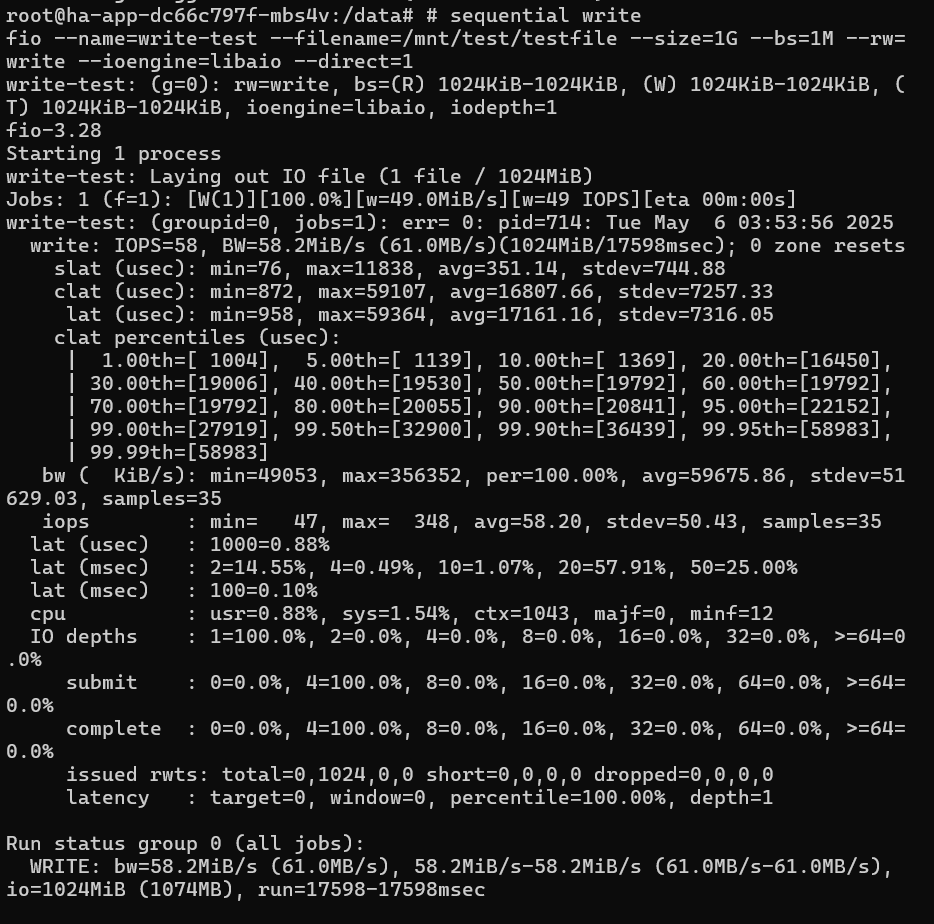 root@ha-app-dc66c797f-mbs4v:/data# # sequential write
fio --name=write-test --filename=/mnt/test/testfile --size=1G --bs=1M --rw=
write --ioengine=libaio --direct=1
write-test: (g=0): rw=write, bs=(R) 1024KiB-1024KiB, (W) 1024KiB-1024KiB, (
T) 1024KiB-1024KiB, ioengine=libaio, iodepth=1
fio-3.28
Starting 1 process
write-test: Laying out IO file (1 file / 1024MiB)
Jobs: 1 (f=1): [W(1)][100.0%][w=49.0MiB/s][w=49 IOPS][eta 00m:00s]
write-test: (groupid=0, jobs=1): err= 0: pid=714: Tue May  6 03:53:56 2025
  write: IOPS=58, BW=58.2MiB/s (61.0MB/s)(1024MiB/17598msec); 0 zone resets
    slat (usec): min=76, max=11838, avg=351.14, stdev=744.88
    clat (usec): min=872, max=59107, avg=16807.66, stdev=7257.33
     lat (usec): min=958, max=59364, avg=17161.16, stdev=7316.05
    clat percentiles (usec):
     |  1.00th=[ 1004],  5.00th=[ 1139], 10.00th=[ 1369], 20.00th=[16450],
     | 30.00th=[19006], 40.00th=[19530], 50.00th=[19792], 60.00th=[19792],
     | 70.00th=[19792], 80.00th=[20055], 90.00th=[20841], 95.00th=[22152],
     | 99.00th=[27919], 99.50th=[32900], 99.90th=[36439], 99.95th=[58983],
     | 99.99th=[58983]
   bw (  KiB/s): min=49053, max=356352, per=100.00%, avg=59675.86, stdev=51
629.03, samples=35
   iops        : min=   47, max=  348, avg=58.20, stdev=50.43, samples=35
  lat (usec)   : 1000=0.88%
  lat (msec)   : 2=14.55%, 4=0.49%, 10=1.07%, 20=57.91%, 50=25.00%
  lat (msec)   : 100=0.10%
  cpu          : usr=0.88%, sys=1.54%, ctx=1043, majf=0, minf=12
  IO depths    : 1=100.0%, 2=0.0%, 4=0.0%, 8=0.0%, 16=0.0%, 32=0.0%, >=64=0
.0%
     submit    : 0=0.0%, 4=100.0%, 8=0.0%, 16=0.0%, 32=0.0%, 64=0.0%, >=64=
0.0%
     complete  : 0=0.0%, 4=100.0%, 8=0.0%, 16=0.0%, 32=0.0%, 64=0.0%, >=64=
0.0%
     issued rwts: total=0,1024,0,0 short=0,0,0,0 dropped=0,0,0,0
     latency   : target=0, window=0, percentile=100.00%, depth=1

Run status group 0 (all jobs):
  WRITE: bw=58.2MiB/s (61.0MB/s), 58.2MiB/s-58.2MiB/s (61.0MB/s-61.0MB/s),
io=1024MiB (1074MB), run=17598-17598msec